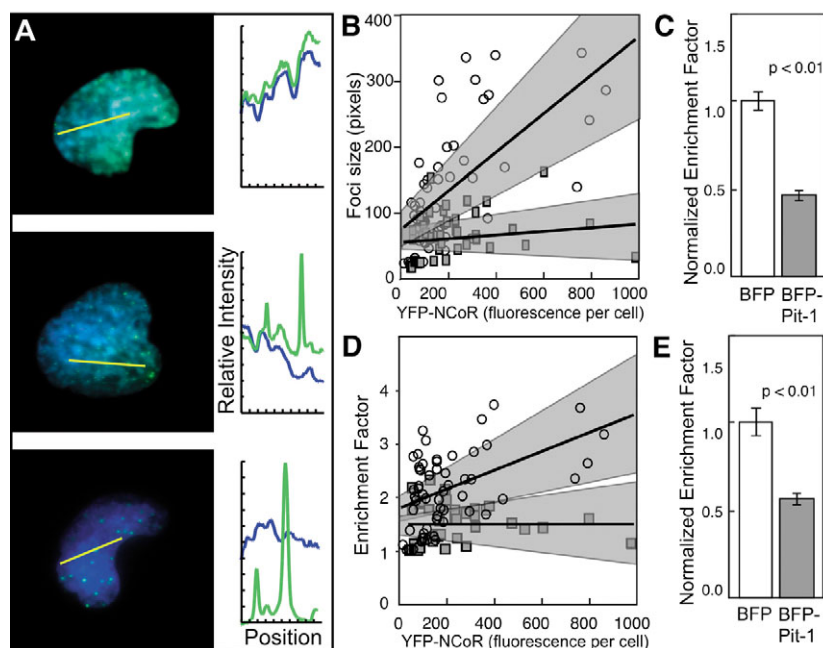 A
Relative Intensity
Position
B
Foci size (pixels)
400
300
200
100
0
0 200 400 600 800 1000
YFP-NCoR (fluorescence per cell)
C
Normalized Enrichment Factor
1.5
1.0
0.5
0.0
p < 0.01
BFP
BFP-
Pit-1
D
Enrichment Factor
4
3
2
1
0
0 200 400 600 800 1000
YFP-NCoR (fluorescence per cell)
E
Normalized Enrichment Factor
1.5
1.0
0.5
0.0
p < 0.01
BFP
BFP-
Pit-1